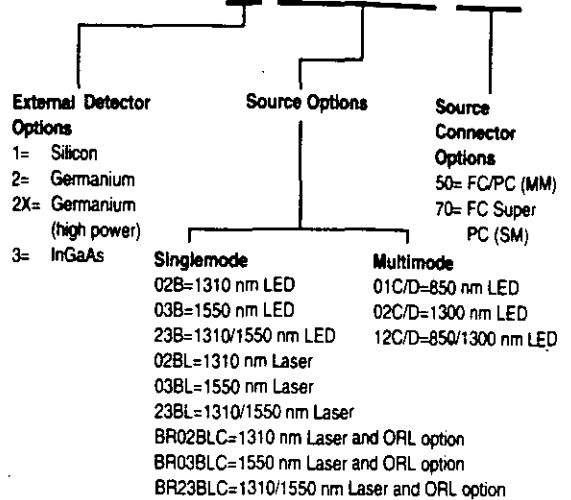 External Detector
Options
1= Silicon
2= Germanium
2X= Germanium
(high power)
3= InGaAs
Source Options
Source
Connector
Options
50= FC/PC (MM)
70= FC Super
PC (SM)
Singlemode
02B=1310 nm LED
03B=1550 nm LED
23B=1310/1550 nm LED
02BL=1310 nm Laser
03BL=1550 nm Laser
23BL=1310/1550 nm Laser
BR02BLC=1310 nm Laser and ORL option
BR03BLC=1550 nm Laser and ORL option
BR23BLC=1310/1550 nm Laser and ORL option
Multimode
01C/D=850 nm LED
02C/D=1300 nm LED
12C/D=850/1300 nm LED